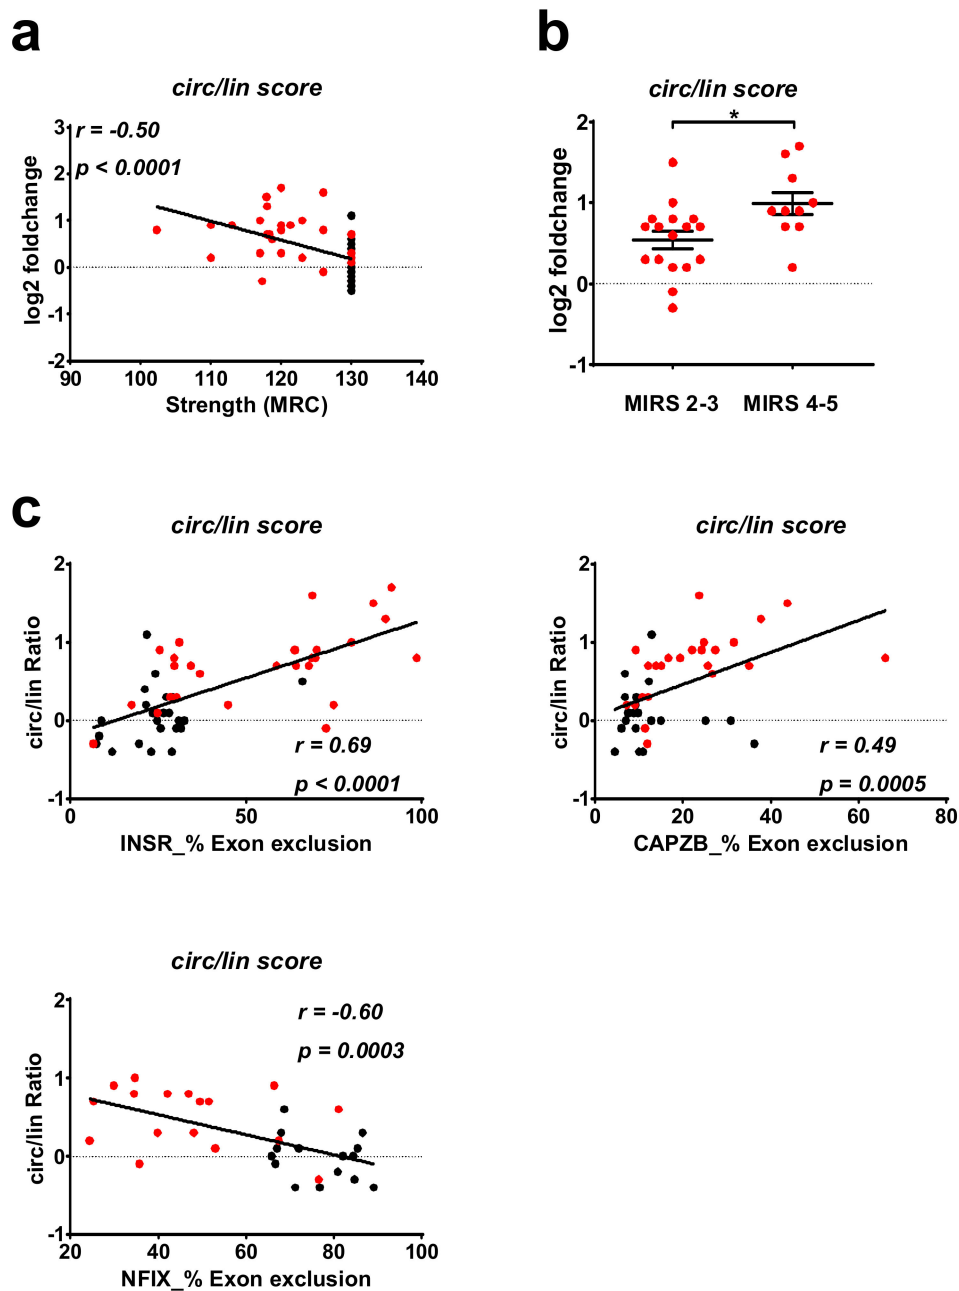 a
circ/lin score
r = -0.50
p < 0.0001
log2 foldchange
3
2
1
0
-1
-2
90 100 110 120 130 140
Strength (MRC)
b
circ/lin score
*
log2 foldchange
2
1
0
-1
MIRS 2-3 MIRS 4-5
c
circ/lin score
circ/lin Ratio
2
1
0
-1
r = 0.69
p < 0.0001
0 50 100
INSR_% Exon exclusion
circ/lin score
circ/lin Ratio
2
1
0
-1
r = 0.49
p = 0.0005
0 20 40 60 80
CAPZB_% Exon exclusion
circ/lin score
circ/lin Ratio
2
1
0
-1
r = -0.60
p = 0.0003
20 40 60 80 100
NFIX_% Exon exclusion